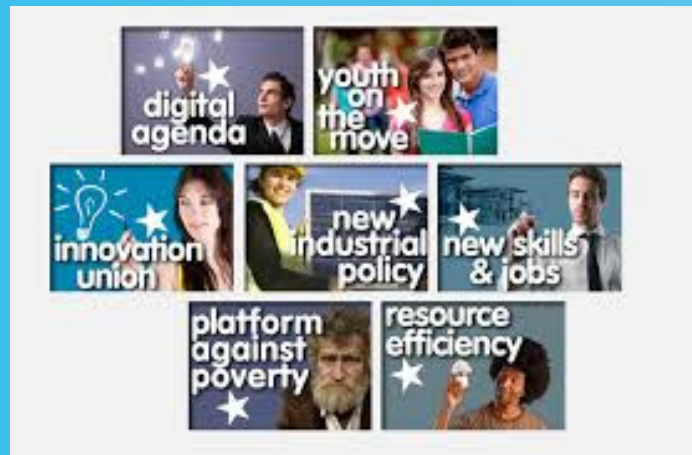 digital
agenda
youth
on
the
move
innovation
union
new
industrial
policy
new skills
& jobs
platform
against
poverty
resource
efficiency